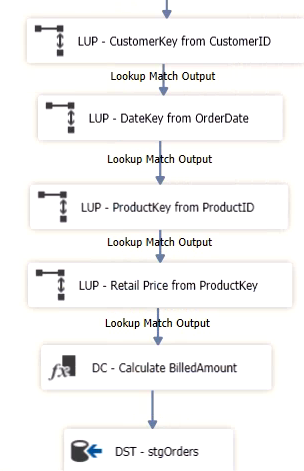 LUP - CustomerKey from CustomerID
Lookup Match Output
LUP - DateKey from OrderDate
Lookup Match Output
LUP - ProductKey from ProductID
Lookup Match Output
LUP - Retail Price from ProductKey
Lookup Match Output
fx
DC - Calculate BilledAmount
DST - stgOrders